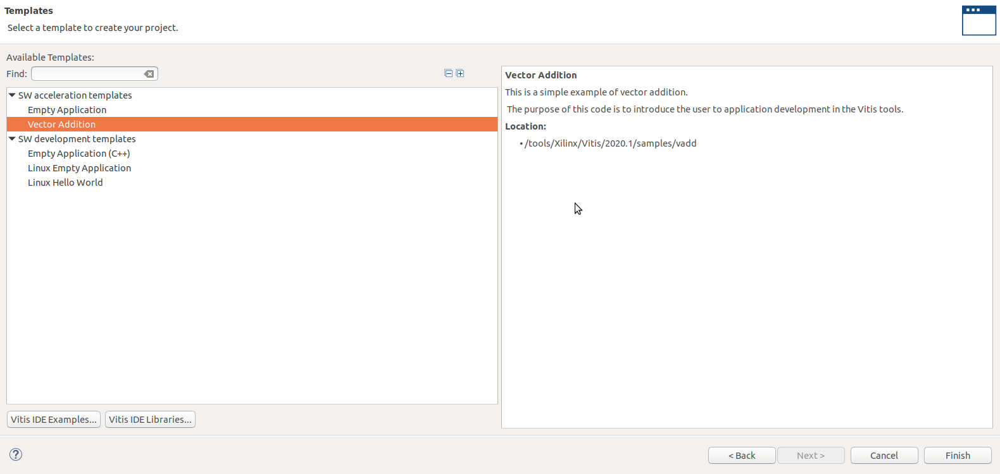 Templates
Select a template to create your project.
Available Templates:
Find:
SW acceleration templates
Empty Application
Vector Addition
SW development templates
Empty Application (C++)
Linux Empty Application
Linux Hello World
Vitis IDE Examples...
Vitis IDE Libraries...
Vector Addition
This is a simple example of vector addition.
The purpose of this code is to introduce the user to application development in the Vitis tools.
Location:
• /tools/Xilinx/Vitis/2020.1/samples/vadd
?
< Back
Next >
Cancel
Finish